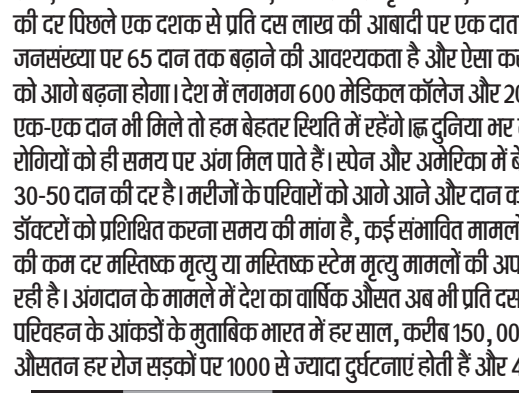 की दर पिछले एक दशक से प्रति दस लाख की आबादी पर एक दात
जनसंख्या पर 65 दान तक बढ़ाने की आवश्यकता है और ऐसा कर
को आगे बढ़ना होगा। देश में लगभग 600 मेडिकल कॉलेज और 20
एक-एक दान भी मिले तो हम बेहतर स्थिति में रहेंगे।ह्न दुनिया भर
रोगियों को ही समय पर अंग मिल पाते हैं। स्पेन और अमेरिका में बे
30-50 दान की दर है। मरीजों के परिवारों को आगे आने और दान क
डॉक्टरों को प्रशिक्षित करना समय की मांग है, कई संभावित मामलो
की कम दर मस्तिष्क मृत्यु या मस्तिष्क स्टेम मृत्यु मामलों की अप
रही है। अंगदान के मामले में देश का वार्षिक औसत अब भी प्रति दस
परिवहन के आंकडों के मुताबिक भारत में हर साल, करीब 150, 00
औसतन हर रोज सड़कों पर 1000 से ज्यादा दुर्घटनाएं होती हैं और 4